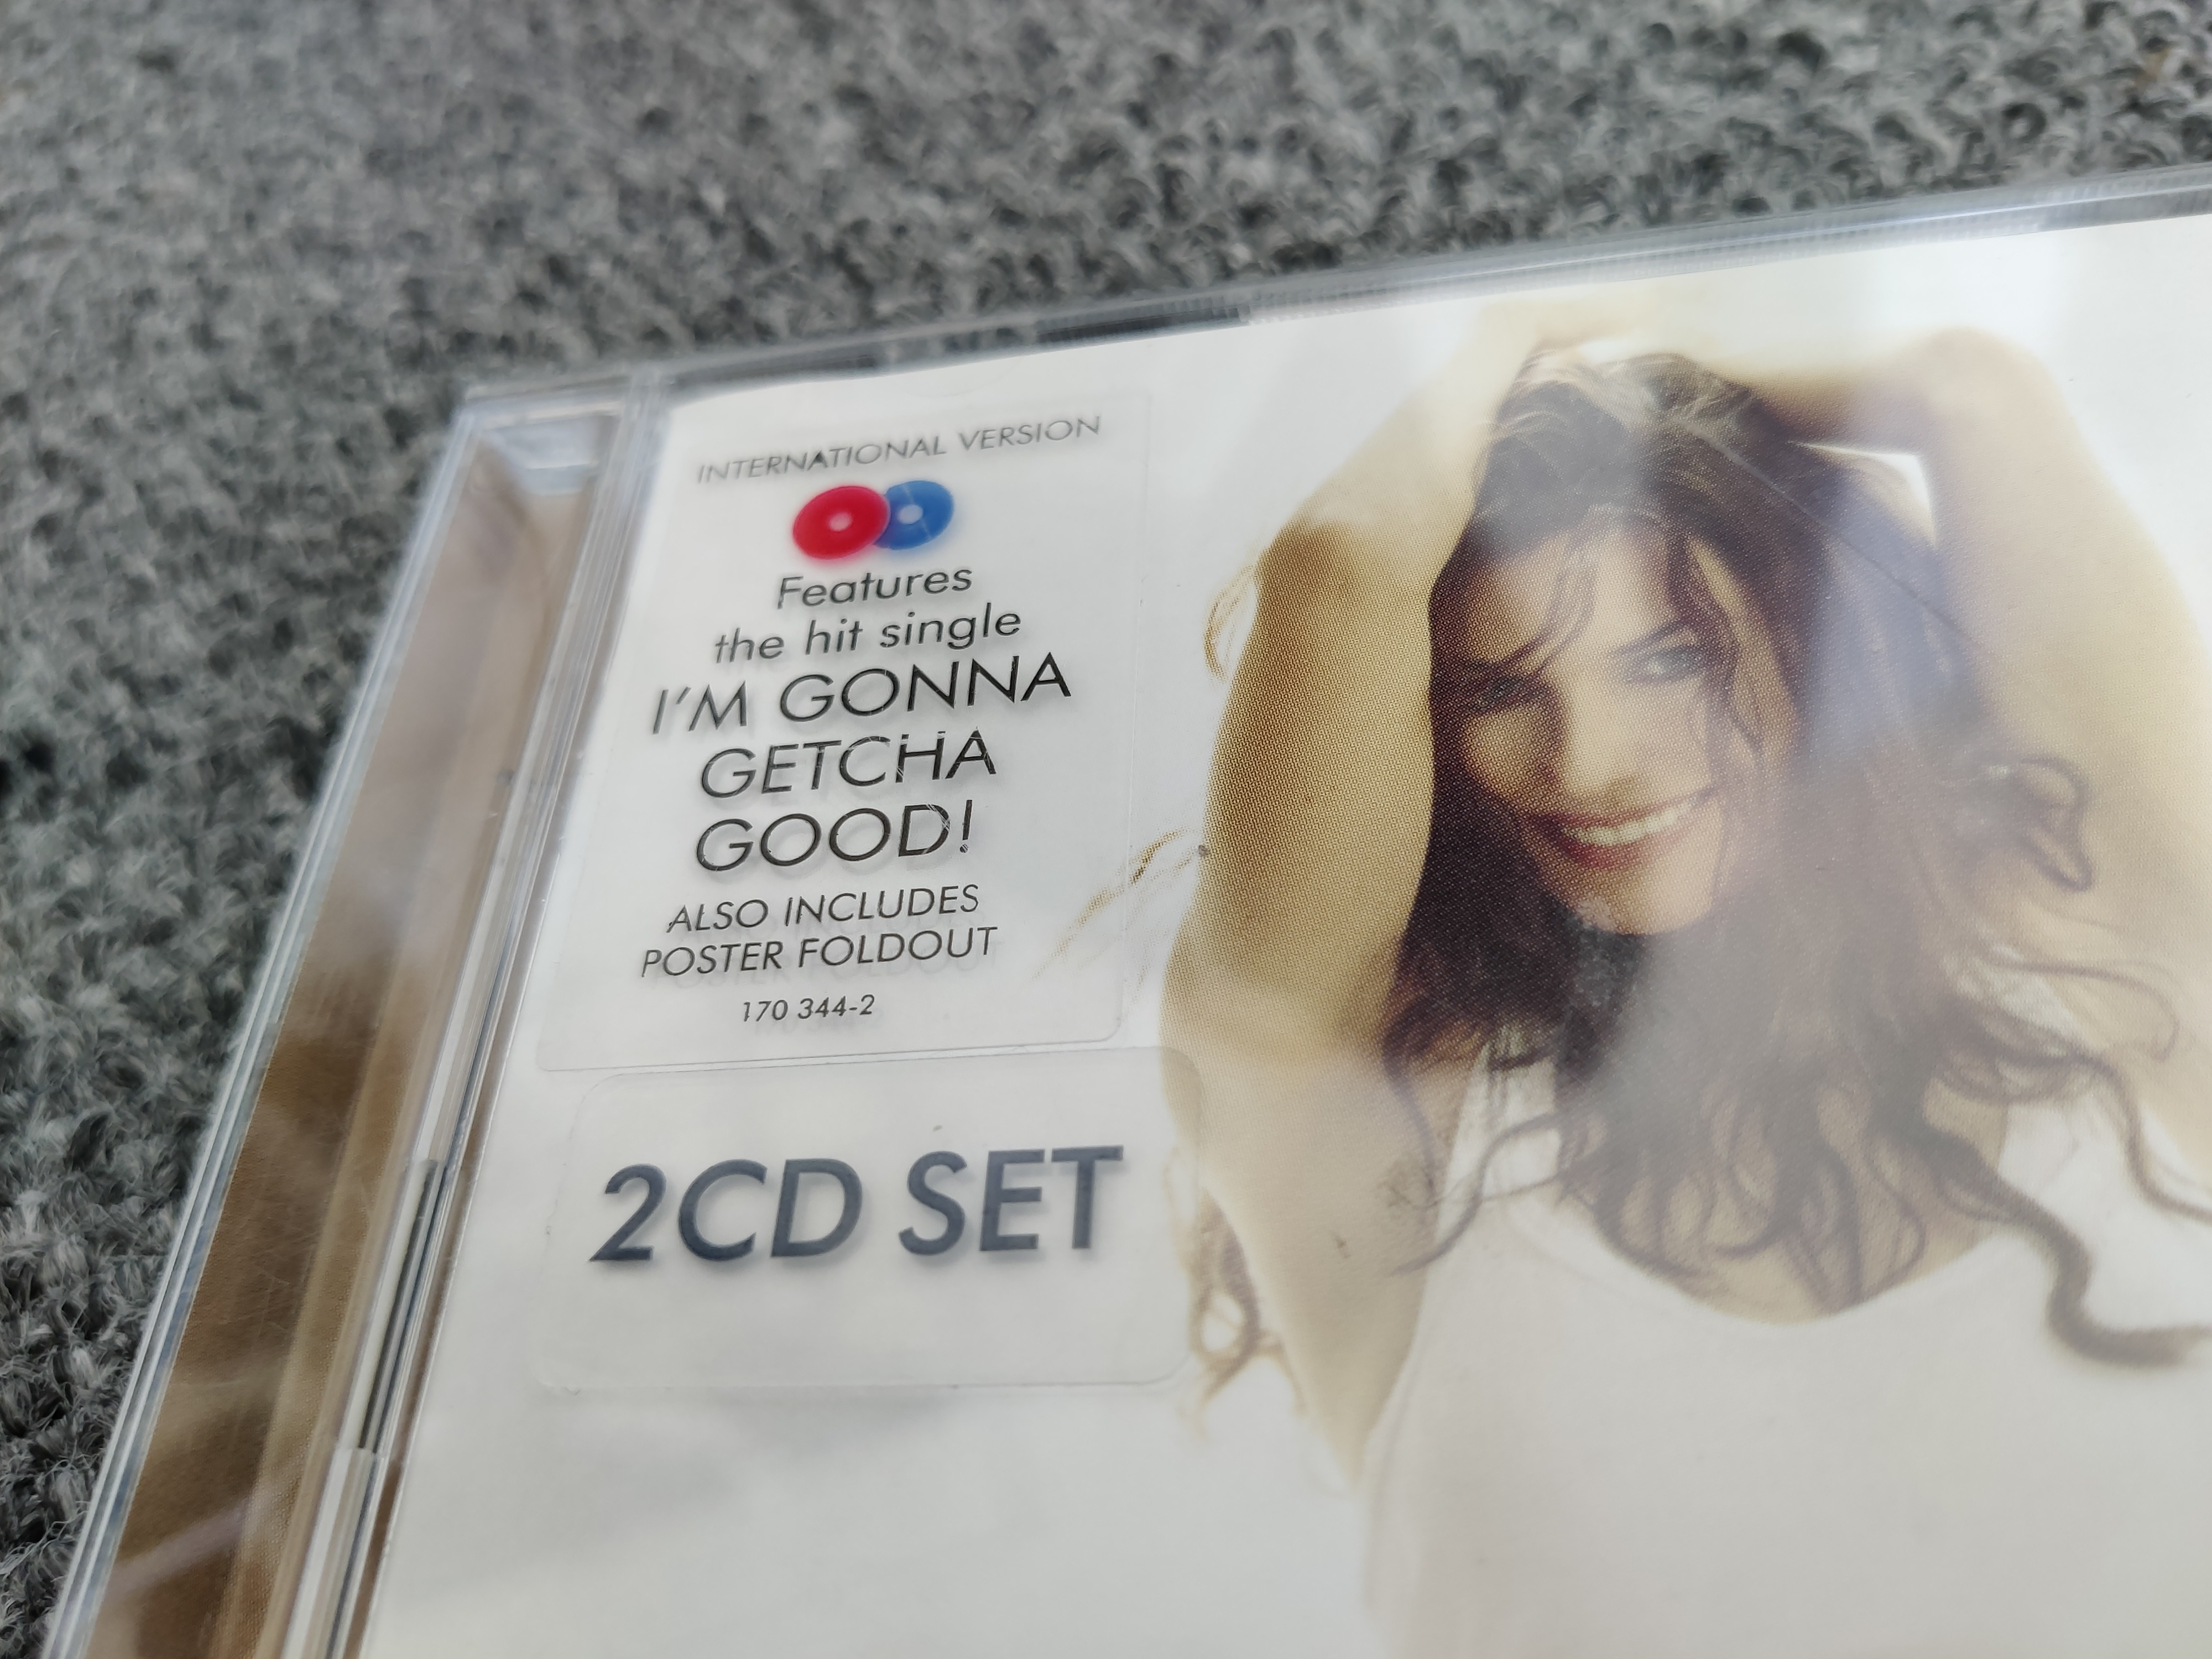 INTERNATIONAL VERSION
Features
the hit single
I'M GONNA
GETCHA
GOOD!
ALSO INCLUDES
POSTER FOLDOUT
170 344-2
2CD SET